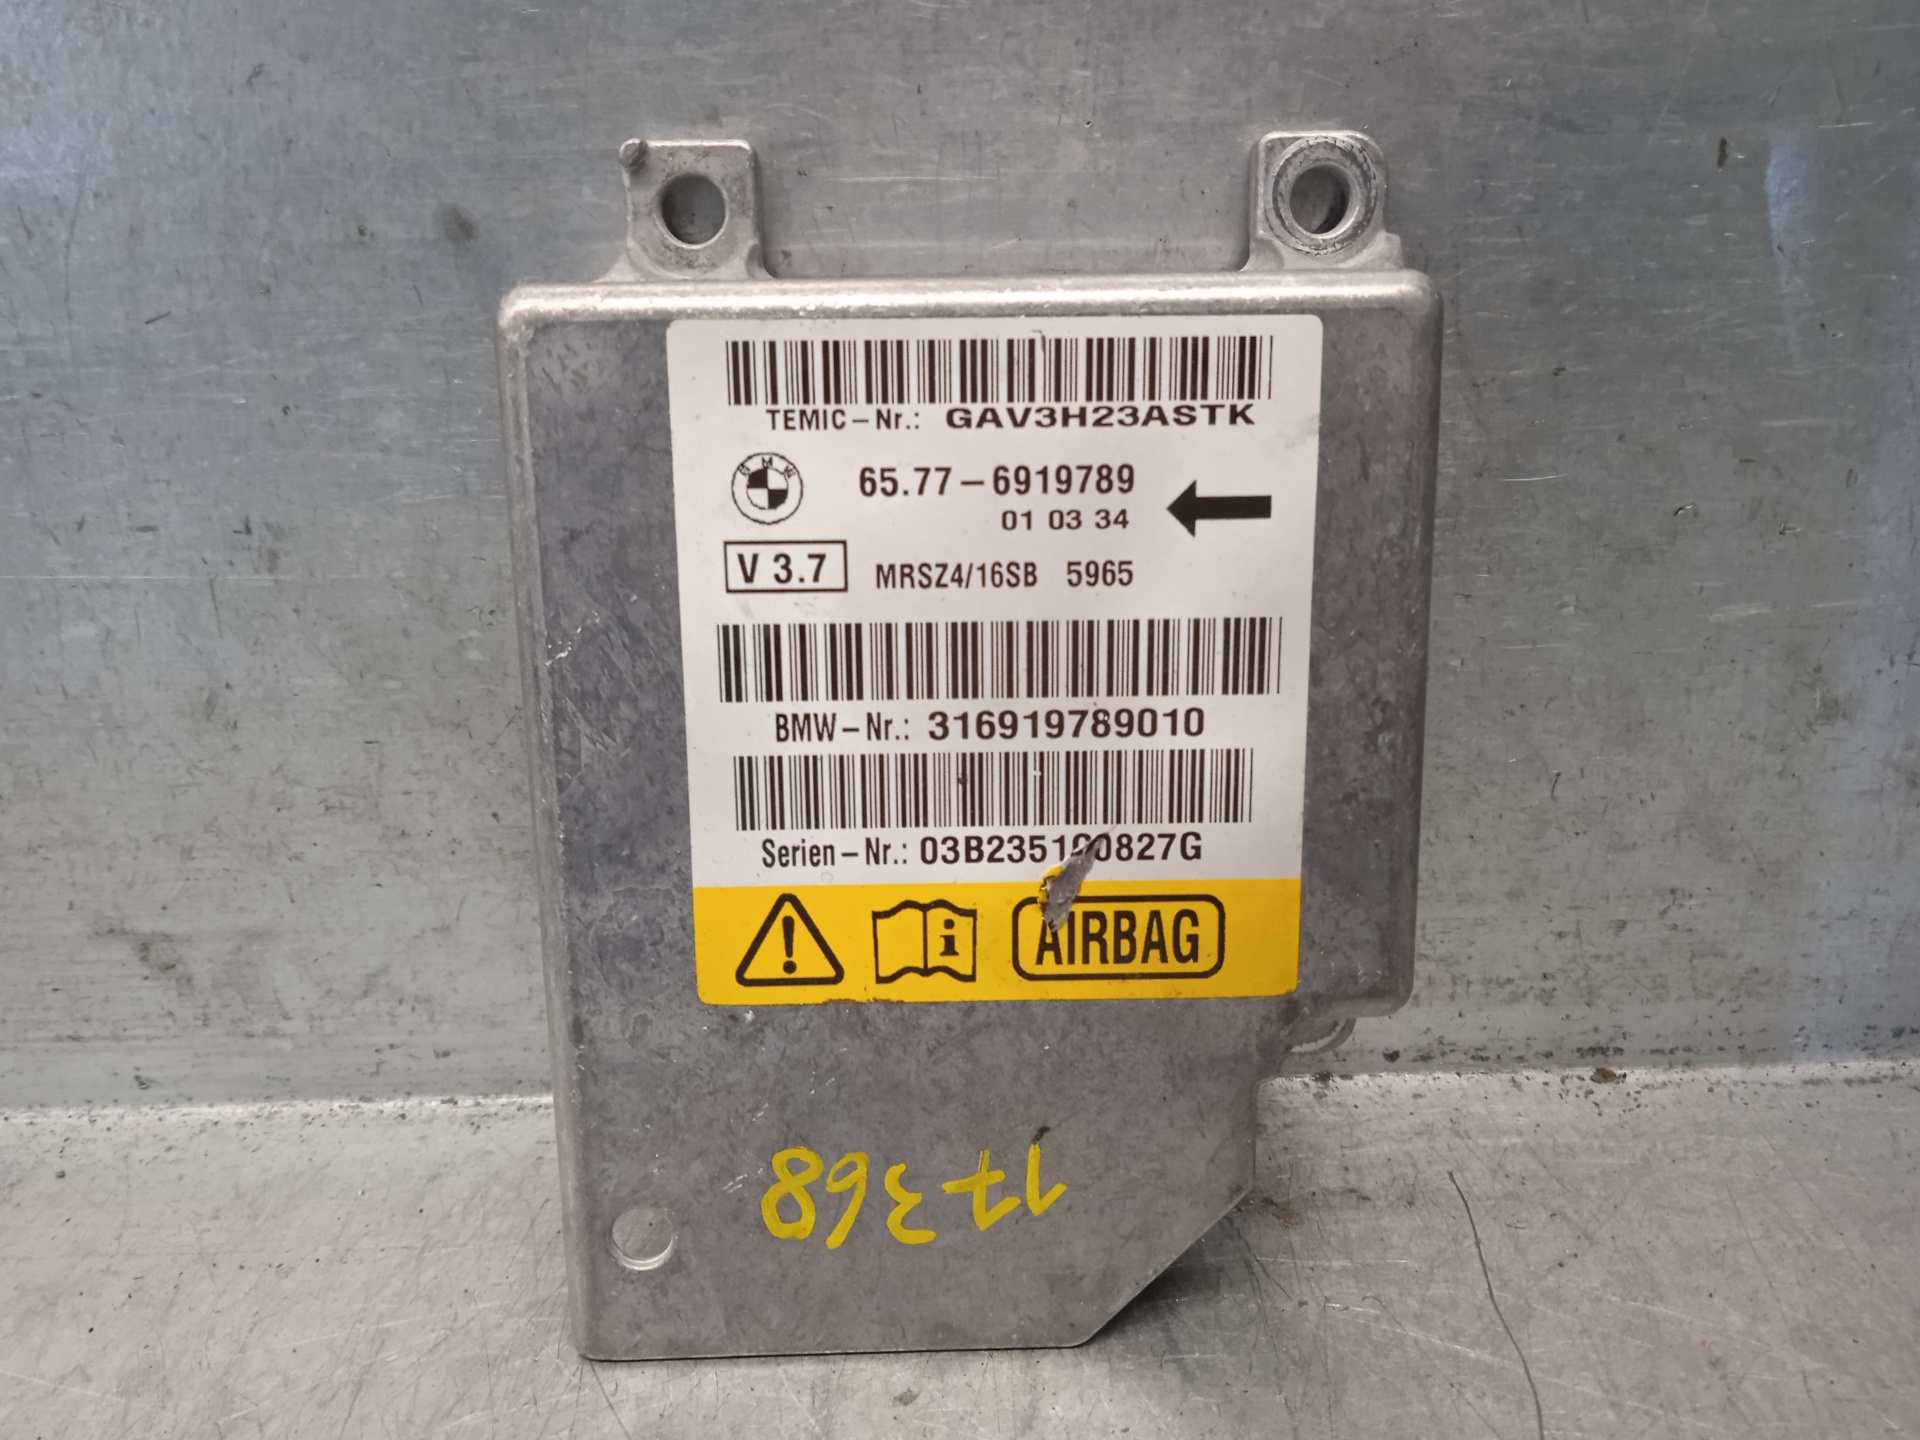 TEMIC-Nr.: GAV3H23ASTK
BMW
65.77-6919789
01 03 34
V 3.7 MRSZ4/16SB 5965
BMW-Nr.: 316919789010
Serien-Nr.: 03B235100827G
AIRBAG
17368